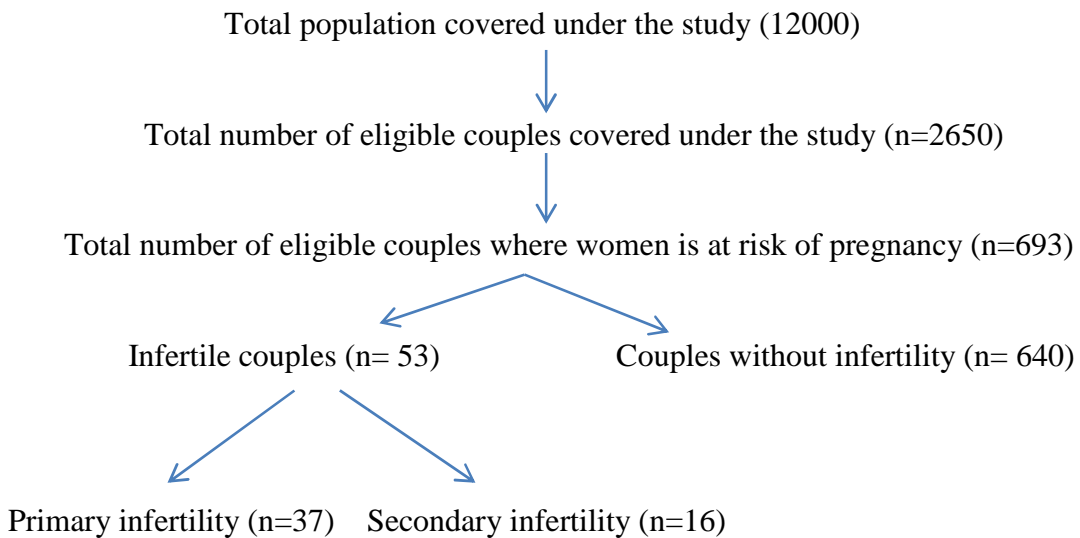 Total population covered under the study (12000)
Total number of eligible couples covered under the study (n=2650)
Total number of eligible couples where women is at risk of pregnancy (n=693)
Infertile couples (n= 53)
Couples without infertility (n= 640)
Primary infertility (n=37)
Secondary infertility (n=16)